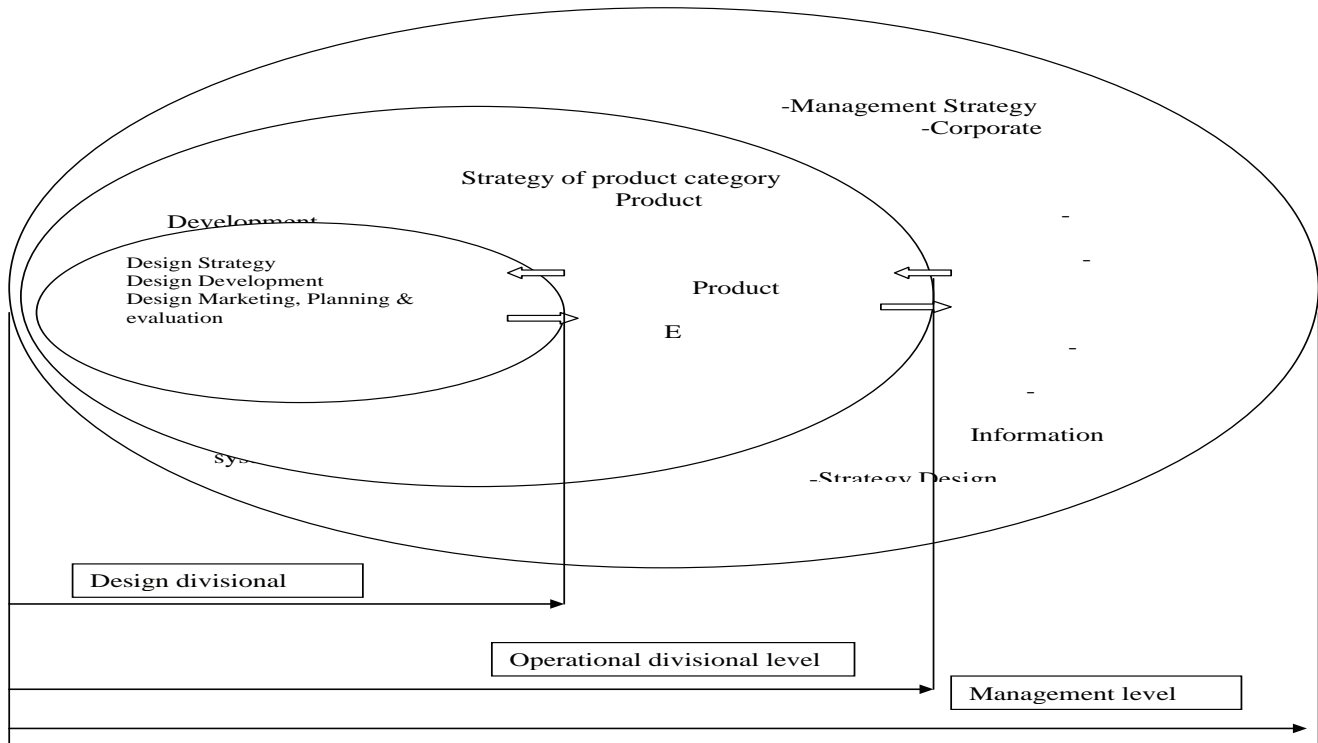 -Management Strategy
-Corporate
Strategy of product category
Product
Development
Design Strategy
Design Development
Design Marketing, Planning &
evaluation
-
-
Product
E
-
-
Information
-Strategy Design
Design divisional
Operational divisional level
Management level